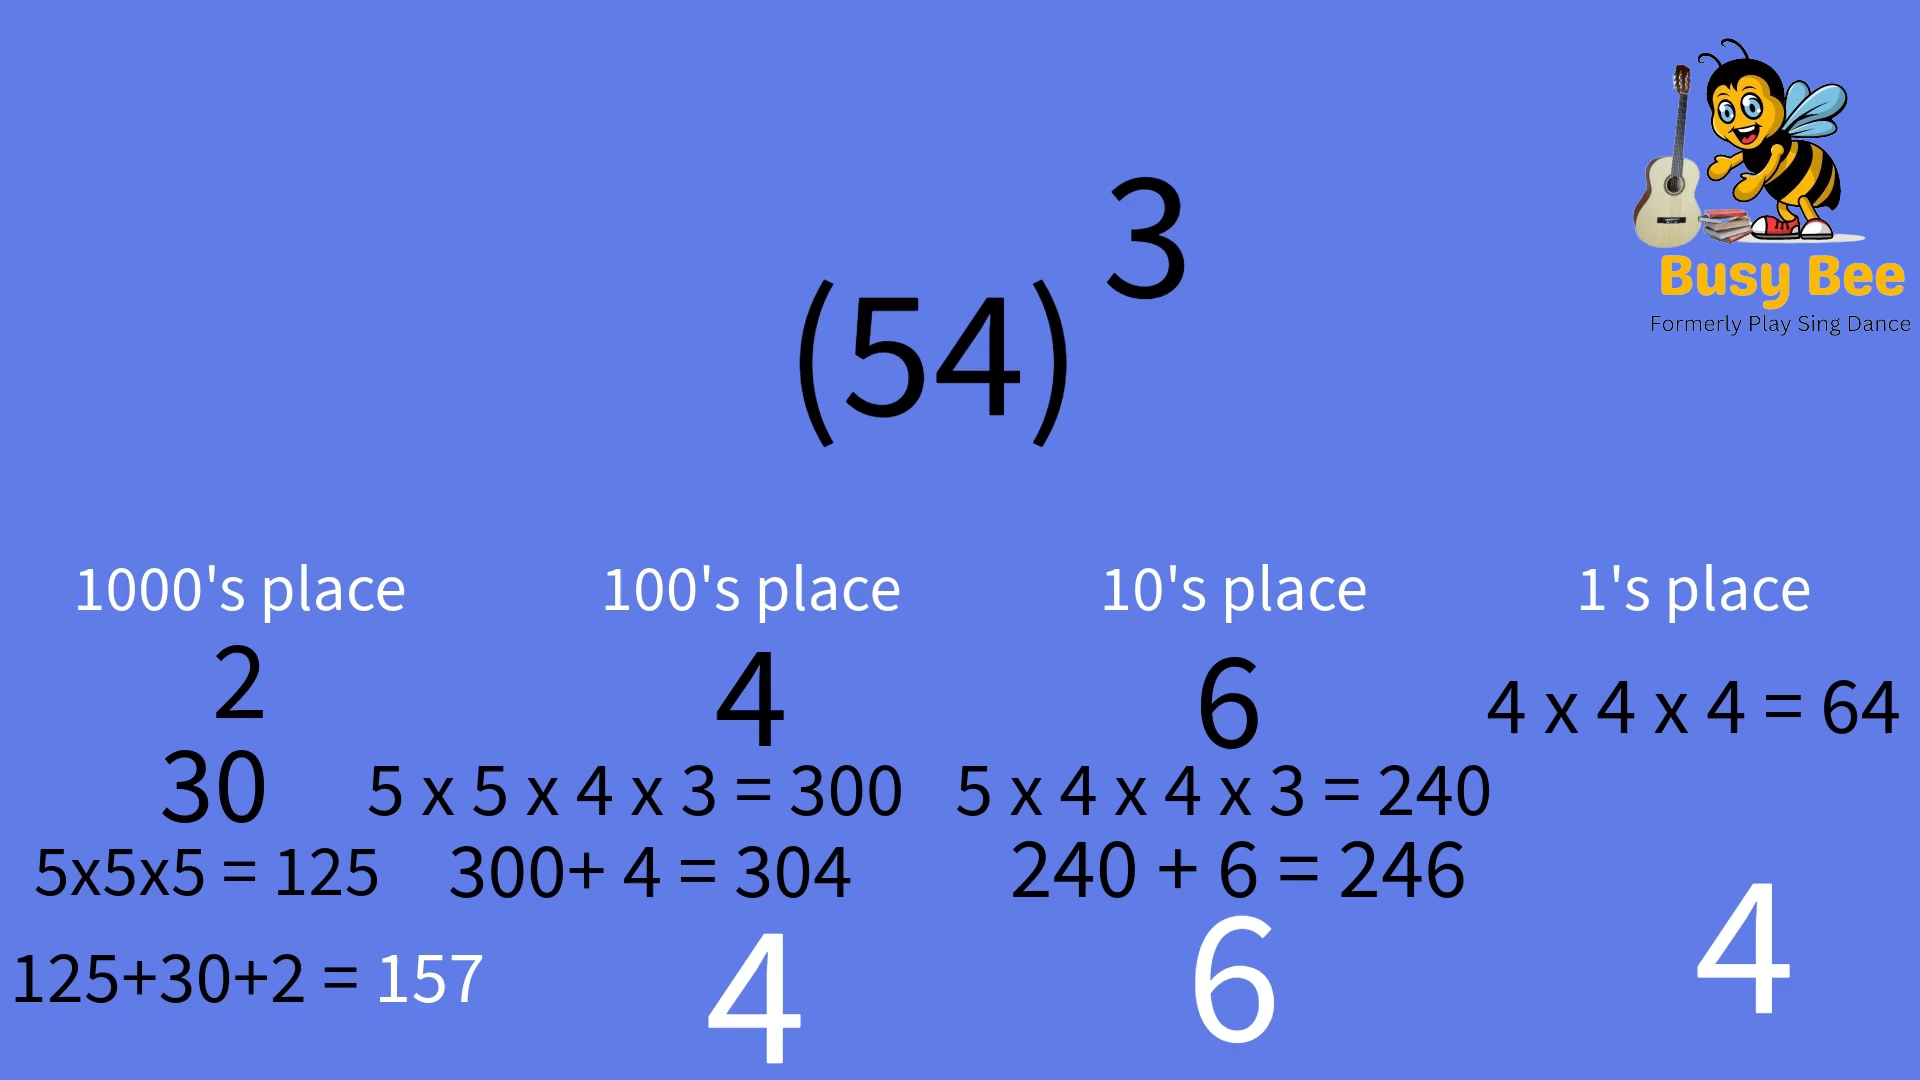 (54)³
Busy Bee
Formerly Play Sing Dance
1000's place 100's place 10's place 1's place
2 4 6 4 x 4 x 4 = 64
30 5 x 5 x 4 x 3 = 300 5 x 4 x 4 x 3 = 240
5x5x5 = 125 300+ 4 = 304 240 + 6 = 246
125+30+2 = 157 4 6 4